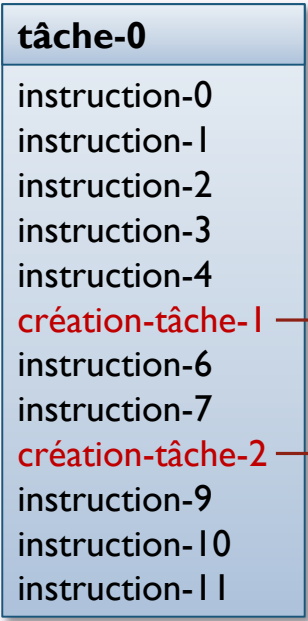 tâche-0
instruction-0
instruction-1
instruction-2
instruction-3
instruction-4
création-tâche-1
instruction-6
instruction-7
création-tâche-2
instruction-9
instruction-10
instruction-11